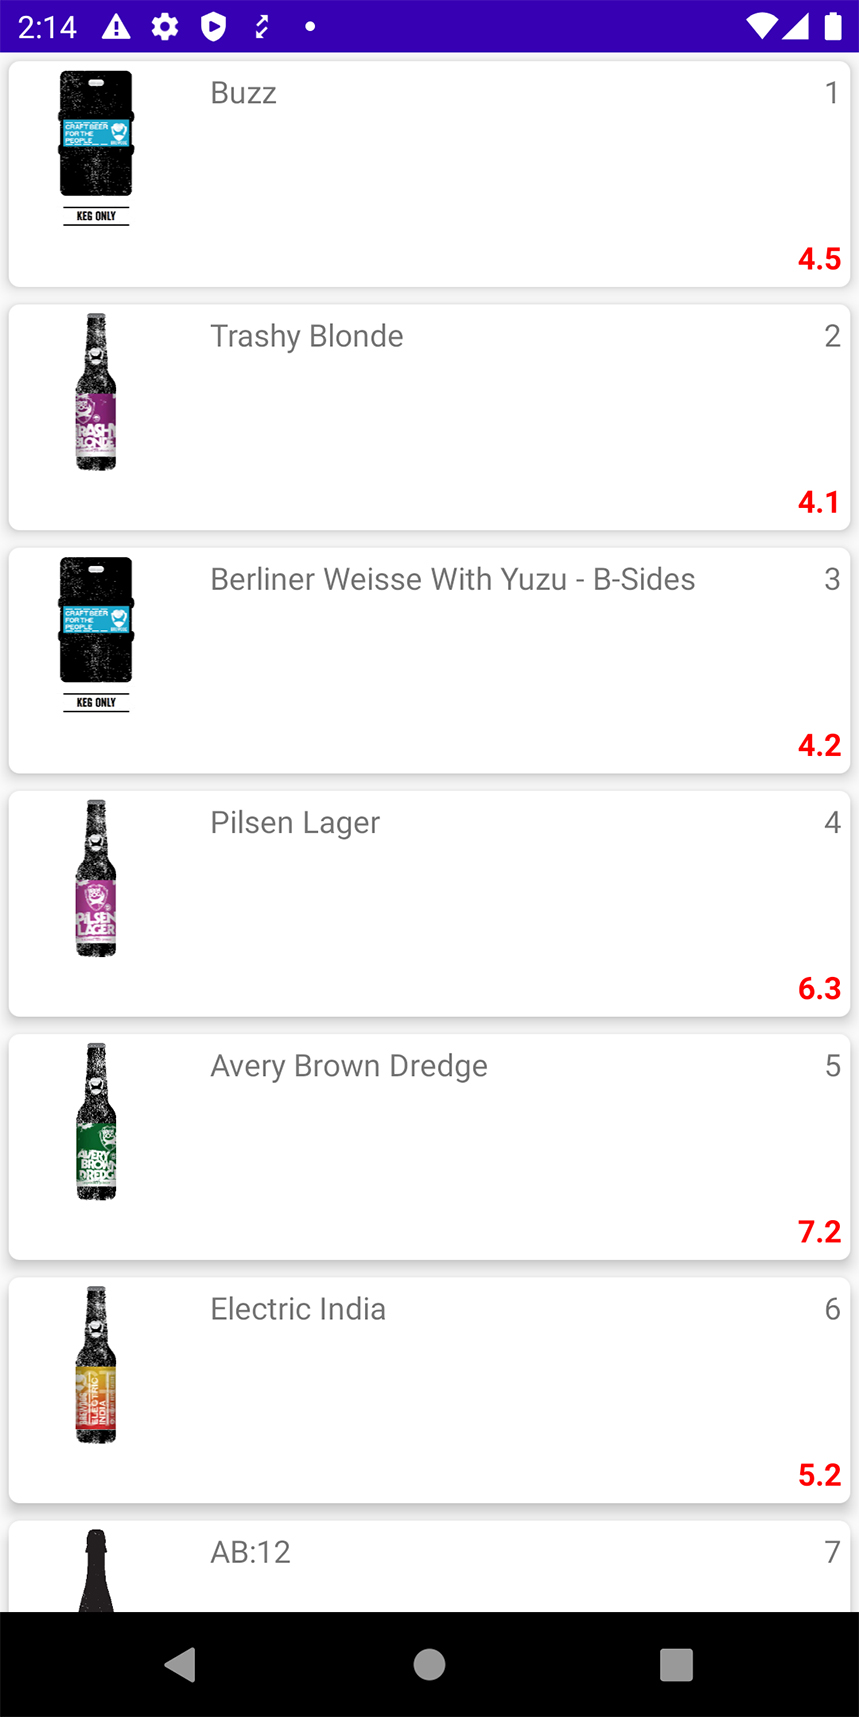 2:14
Buzz 1
CRAFT BEER
FOR THE
PEOPLE
KEG ONLY
4.5
Trashy Blonde 2
TRASHY
BLONDE
4.1
Berliner Weisse With Yuzu - B-Sides 3
CRAFT BEER
FOR THE
PEOPLE
KEG ONLY
4.2
Pilsen Lager 4
PILSEN
LAGER
6.3
Avery Brown Dredge 5
AVERY
BROWN
DREDGE
7.2
Electric India 6
ELECTRIC
INDIA
5.2
AB:12 7